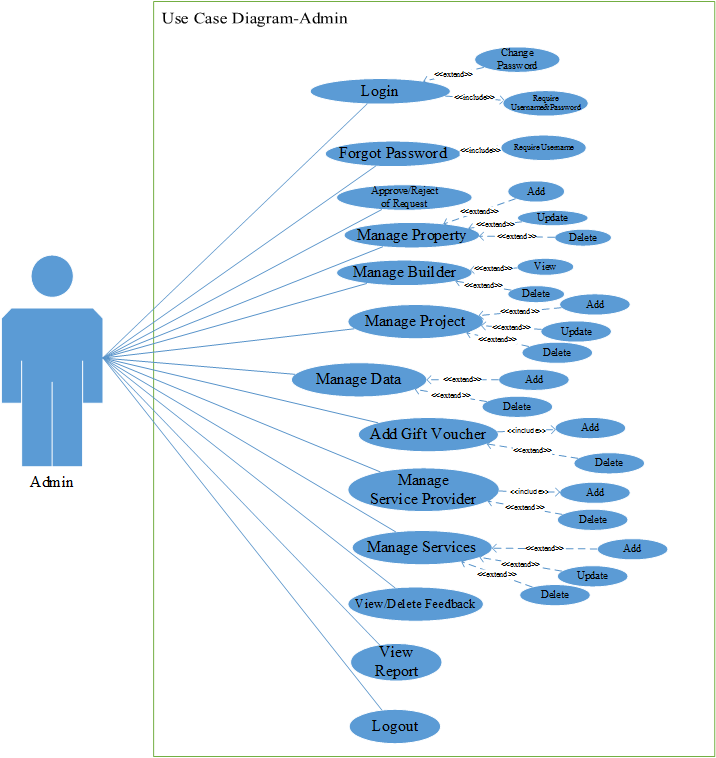 Use Case Diagram-Admin
Change
Password
<<extend>>
Login
<<include>>
Require
Username&Password
Forgot Password
<<include>>
Require Username
Approve/Reject
of Request
Add
<<extend>>
Update
<<extend>>
Manage Property
<<extend>>
Delete
Manage Builder
<<extend>>
View
<<extend>>
Delete
Add
<<extend>>
Manage Project
<<extend>>
Update
<<extend>>
Delete
Manage Data
<<extend>>
Add
<<extend>>
Delete
Add Gift Voucher
<<include>>
Add
<<extend>>
Delete
Manage
Service Provider
<<include>>
Add
<<extend>>
Delete
Manage Services
<<extend>>
Add
<<extend>>
Update
<<extend>>
Delete
View/Delete Feedback
View
Report
Logout
Admin